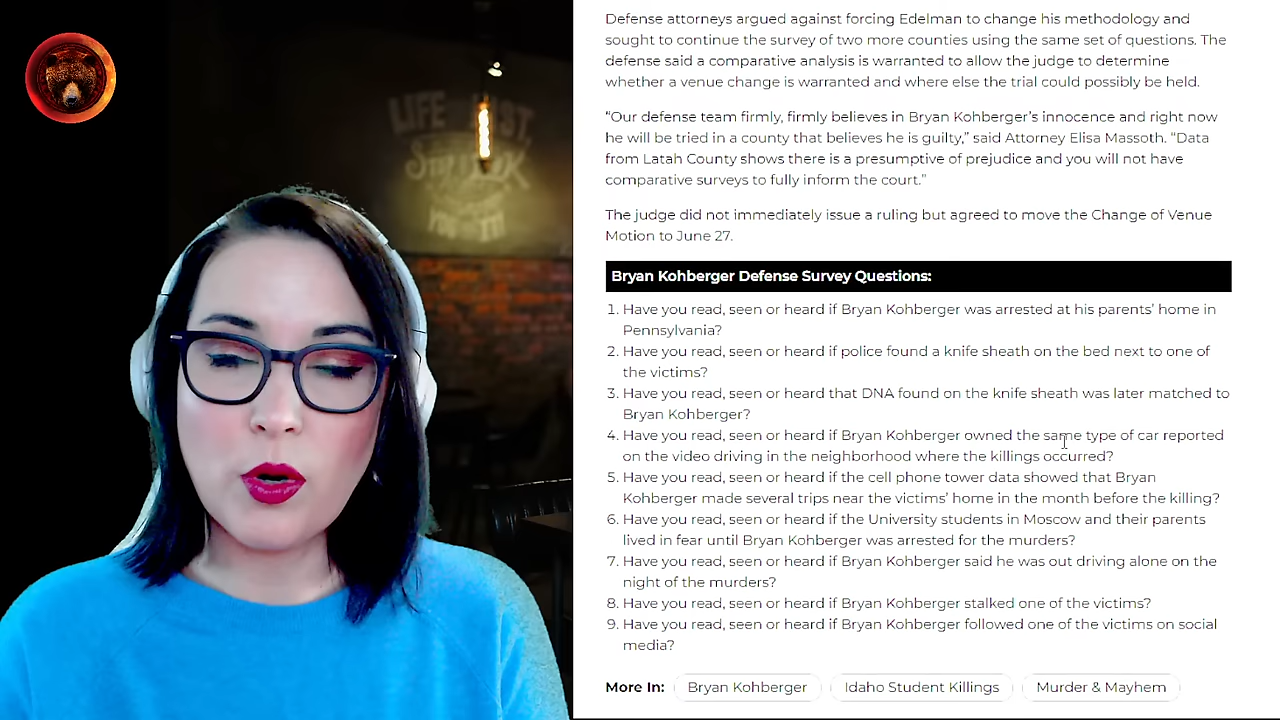 Defense attorneys argued against forcing Edelman to change his methodology and
sought to continue the survey of two more counties using the same set of questions. The
defense said a comparative analysis is warranted to allow the judge to determine
whether a venue change is warranted and where else the trial could possibly be held.
“Our defense team firmly, firmly believes in Bryan Kohberger’s innocence and right now
he will be tried in a county that believes he is guilty,” said Attorney Elisa Massoth. “Data
from Latah County shows there is a presumptive of prejudice and you will not have
comparative surveys to fully inform the court.”
The judge did not immediately issue a ruling but agreed to move the Change of Venue
Motion to June 27.
Bryan Kohberger Defense Survey Questions:
1. Have you read, seen or heard if Bryan Kohberger was arrested at his parents’ home in
Pennsylvania?
2. Have you read, seen or heard if police found a knife sheath on the bed next to one of
the victims?
3. Have you read, seen or heard that DNA found on the knife sheath was later matched to
Bryan Kohberger?
4. Have you read, seen or heard if Bryan Kohberger owned the same type of car reported
on the video driving in the neighborhood where the killings occurred?
5. Have you read, seen or heard if the cell phone tower data showed that Bryan
Kohberger made several trips near the victims’ home in the month before the killing?
6. Have you read, seen or heard if the University students in Moscow and their parents
lived in fear until Bryan Kohberger was arrested for the murders?
7. Have you read, seen or heard if Bryan Kohberger said he was out driving alone on the
night of the murders?
8. Have you read, seen or heard if Bryan Kohberger stalked one of the victims?
9. Have you read, seen or heard if Bryan Kohberger followed one of the victims on social
media?
More In: Bryan Kohberger Idaho Student Killings Murder & Mayhem
LIFE